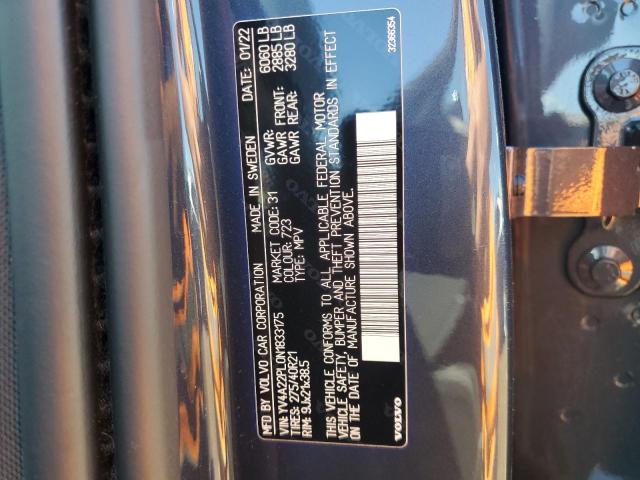 MFD BY VOLVO CAR CORPORATION MADE IN SWEDEN DATE: 01/22
VIN: YV4A22PL0N1833175 MARKET CODE: 31 GVWR: 6060 LB
TIRES: 275/40R21 COLOUR: 723 GAWR FRONT: 2885 LB
RIM: 9.5Jx21x38.5 TYPE: MPV GAWR REAR: 3280 LB
THIS VEHICLE CONFORMS TO ALL APPLICABLE FEDERAL MOTOR
VEHICLE SAFETY, BUMPER AND THEFT PREVENTION STANDARDS IN EFFECT
ON THE DATE OF MANUFACTURE SHOWN ABOVE.
VOLVO 32366354